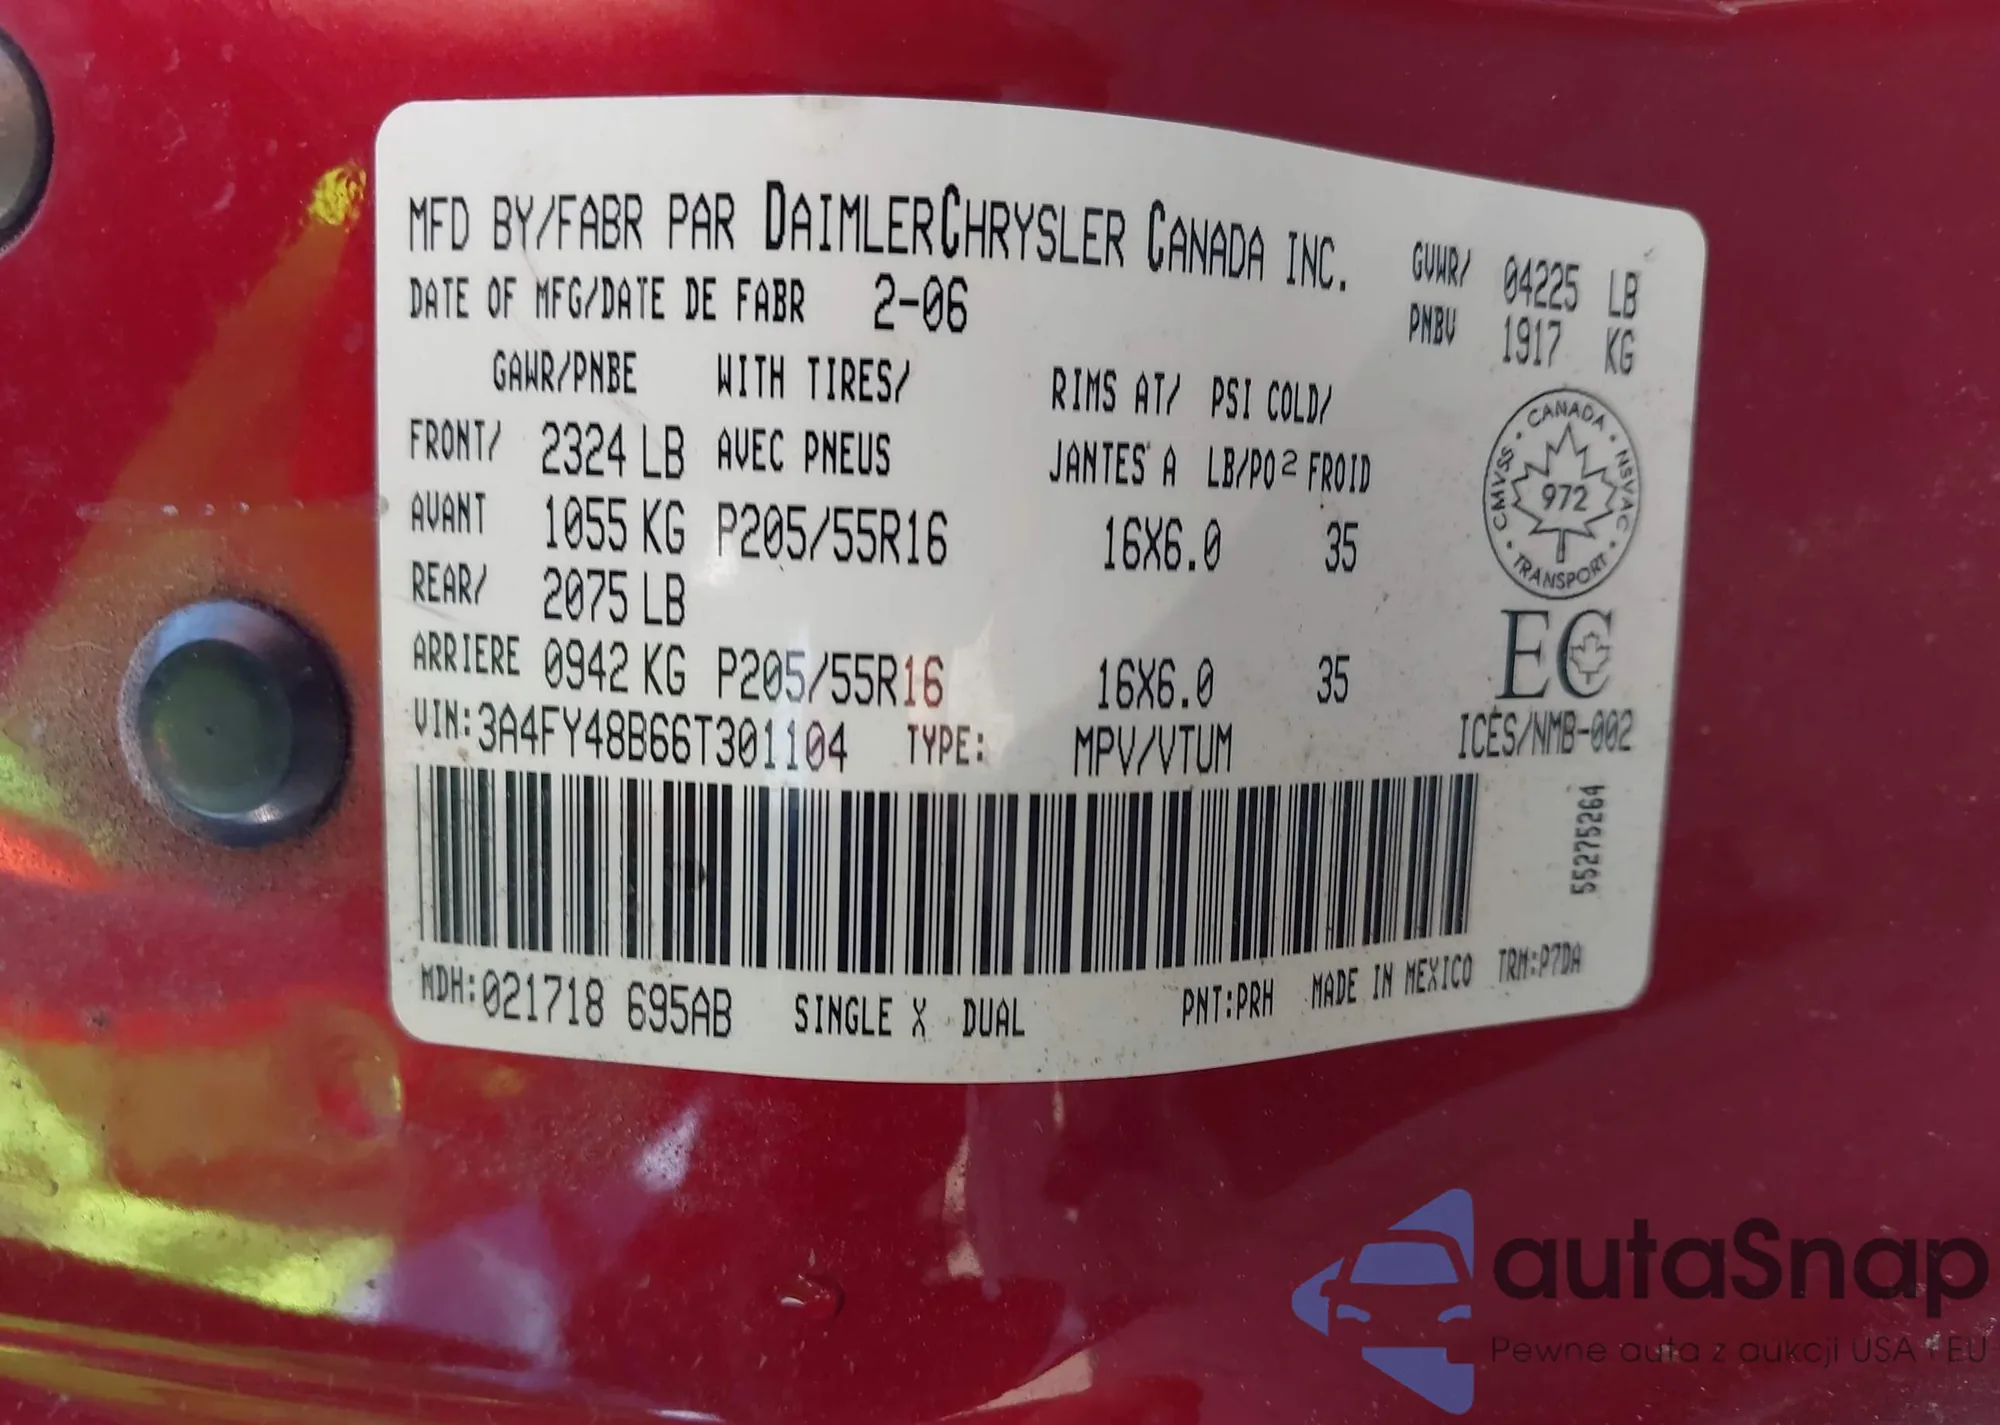 MFD BY/FABR PAR DAIMLERCHRYSLER CANADA INC.
DATE OF MFG/DATE DE FABR 2-06
GVWR/ 04225 LB
PNBV 1917 KG
GAWR/PNBE WITH TIRES/ RIMS AT/ PSI COLD/
FRONT/ 2324 LB AVEC PNEUS JANTES A LB/PO2 FROID
AVANT 1055 KG P205/55R16 16X6.0 35
REAR/ 2075 LB
ARRIERE 0942 KG P205/55R16 16X6.0 35
VIN:3A4FY48B66T301104 TYPE: MPV/VTUM
CANADA
CMVSS 972 NSVAC
TRANSPORT
EC
ICES/NMB-002
55275264
MDH:021718 695AB SINGLE X DUAL PNT:PRH MADE IN MEXICO TRM:P7DA
autaSnap
Pewne auta z aukcji USA i EU